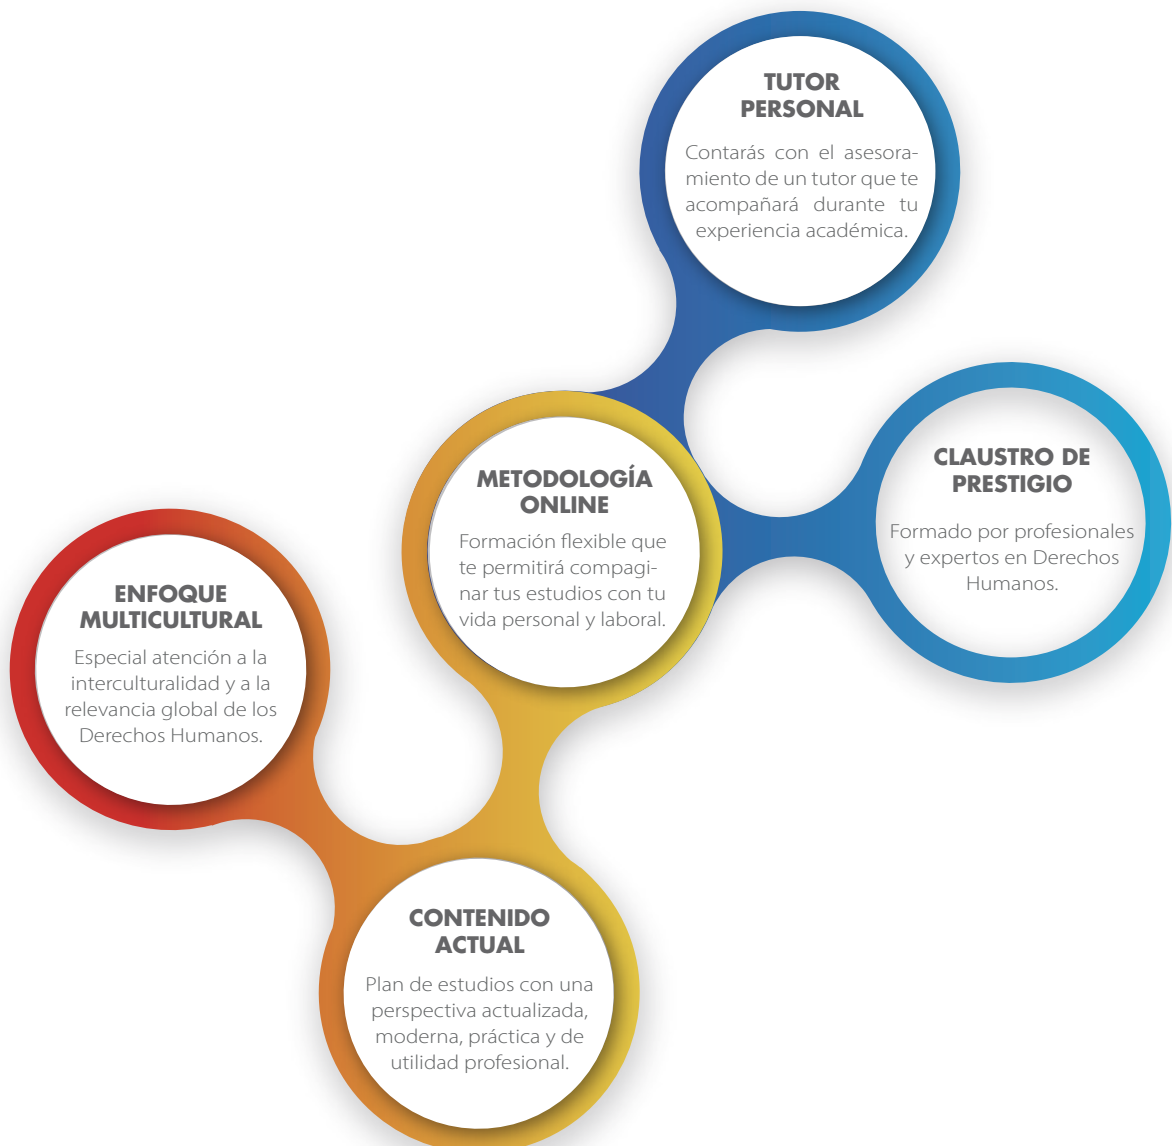 TUTOR
PERSONAL
Contarás con el asesora-
miento de un tutor que te
acompañará durante tu
experiencia académica.
CLAUSTRO DE
PRESTIGIO
Formado por profesionales
y expertos en Derechos
Humanos.
METODOLOGÍA
ONLINE
Formación flexible que
te permitirá compagi-
nar tus estudios con tu
vida personal y laboral.
ENFOQUE
MULTICULTURAL
Especial atención a la
interculturalidad y a la
relevancia global de los
Derechos Humanos.
CONTENIDO
ACTUAL
Plan de estudios con una
perspectiva actualizada,
moderna, práctica y de
utilidad profesional.